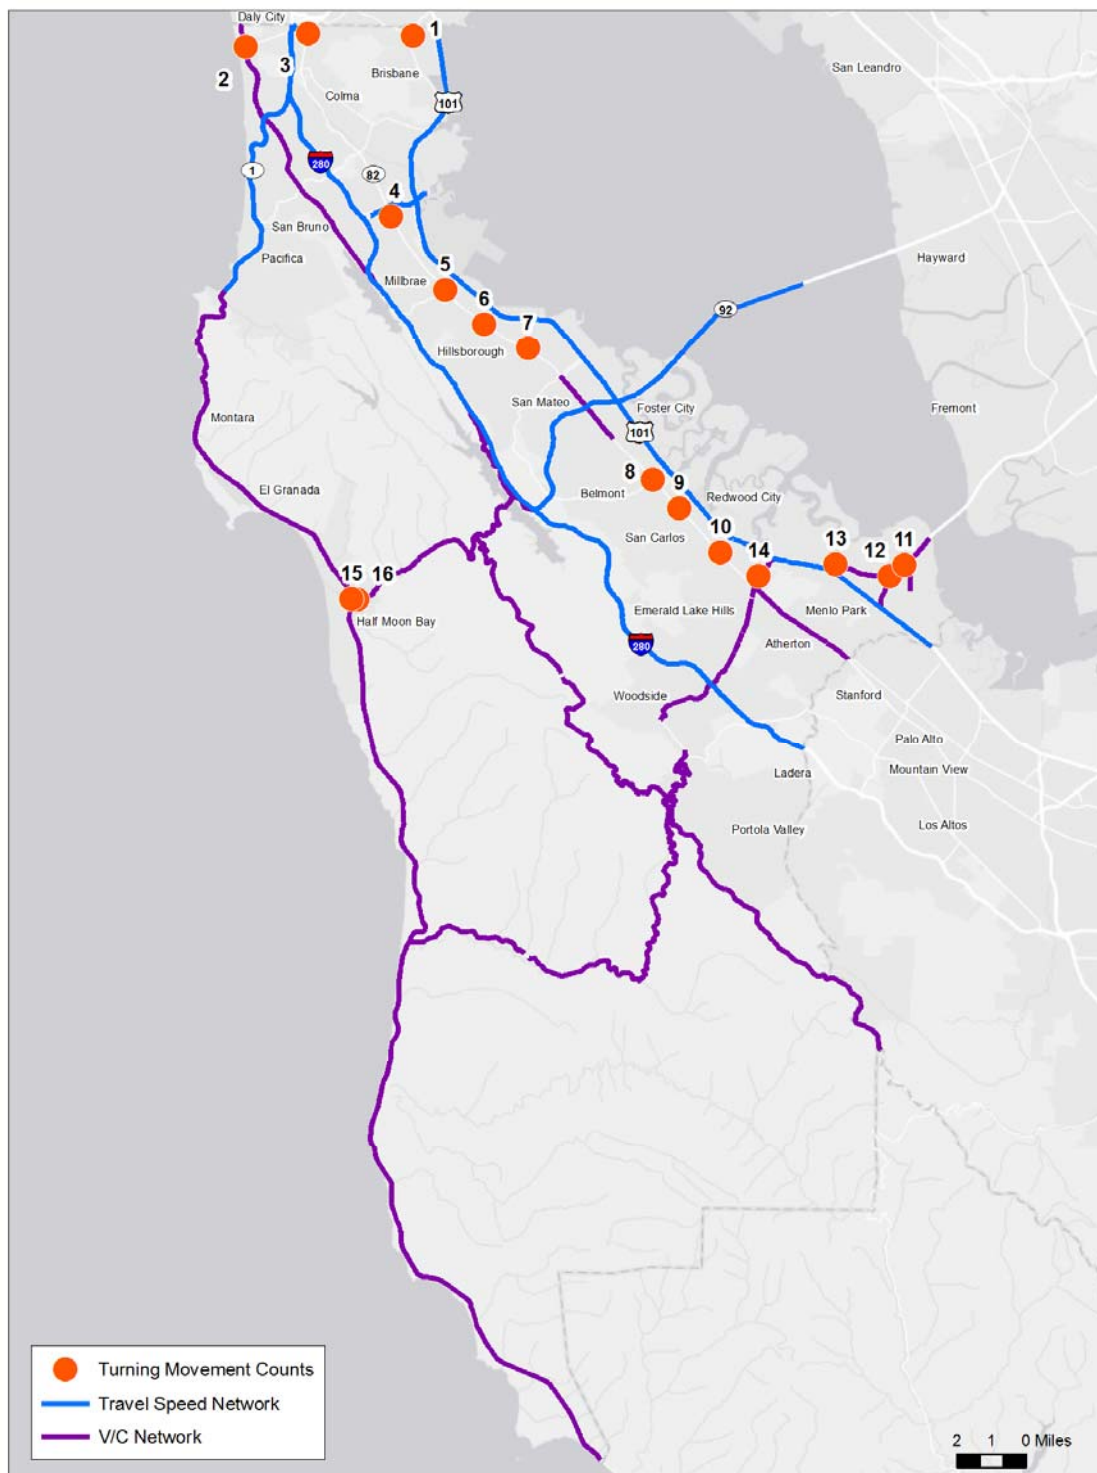 Daly City
1
San Leandro
3
2
Brisbane
Colma
101
280
1
82
4
San Bruno
Hayward
Pacifica
5
Millbrae
6
92
7
Hillsborough
San Mateo
Foster City
Fremont
Montara
101
8
9
El Granada
Belmont
Redwood City
10
San Carlos
13
11
12
14
15
16
Emerald Lake Hills
Menlo Park
Half Moon Bay
280
Atherton
Woodside
Stanford
Palo Alto
Ladera
Mountain View
Portola Valley
Los Altos
Turning Movement Counts
Travel Speed Network
V/C Network
2 1 0 Miles